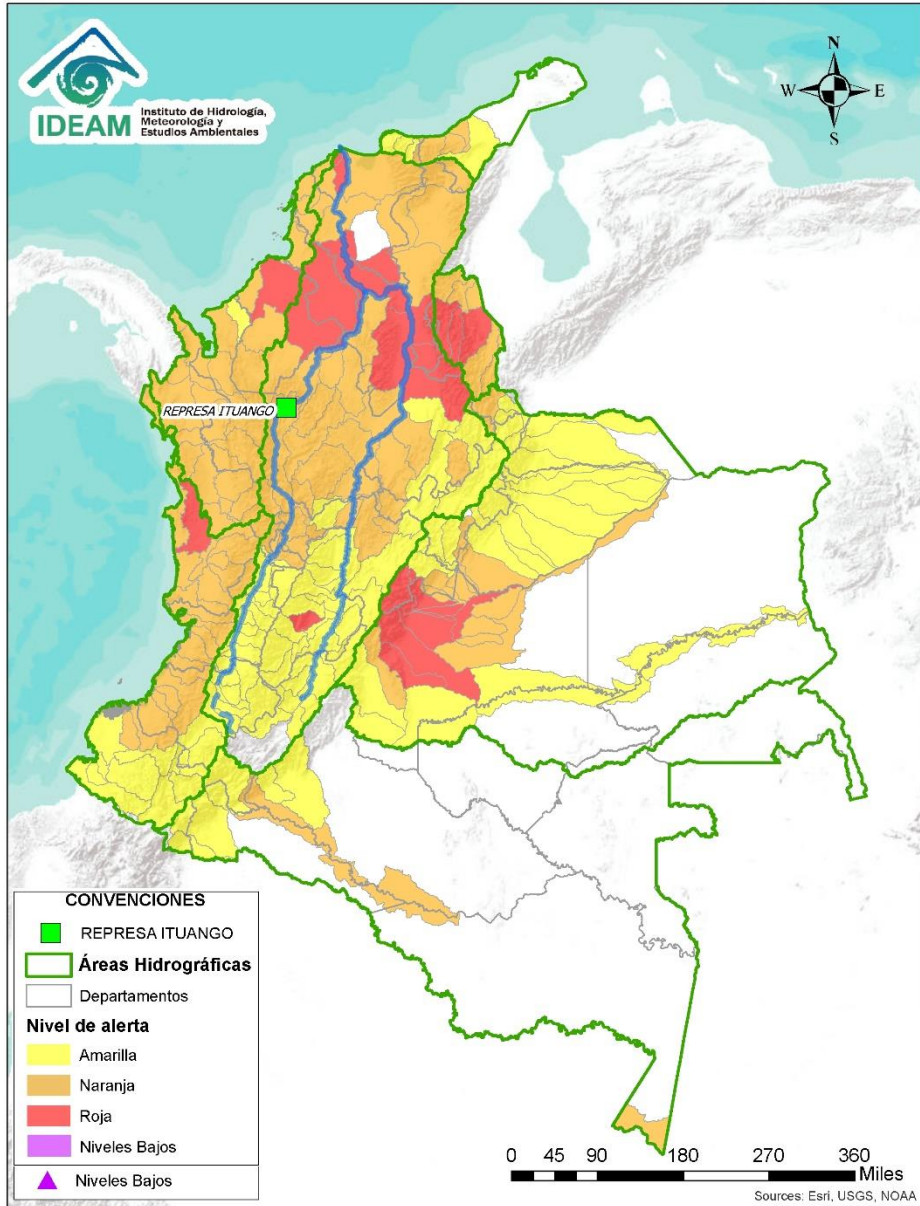 IDEAM
Instituto de Hidrología,
Meteorología y
Estudios Ambientales
N
W
E
S
REPRESA ITUANGO
CONVENCIONES
REPRESA ITUANGO
Áreas Hidrográficas
Departamentos
Nivel de alerta
Amarilla
Naranja
Roja
Niveles Bajos
Niveles Bajos
0 45 90 180 270 360
Miles
Sources: Esri, USGS, NOAA